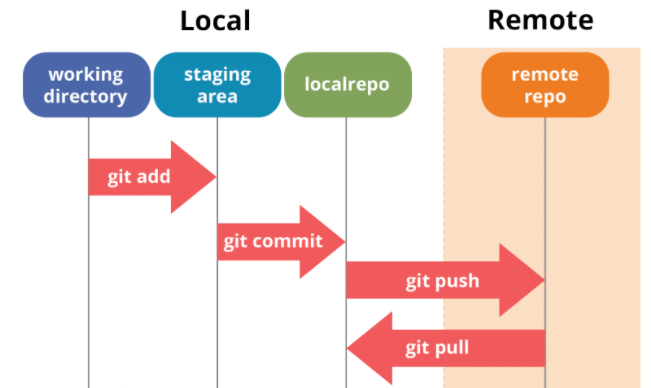 Local
Remote
working
directory
staging
area
localrepo
remote
repo
git add
git commit
git push
git pull